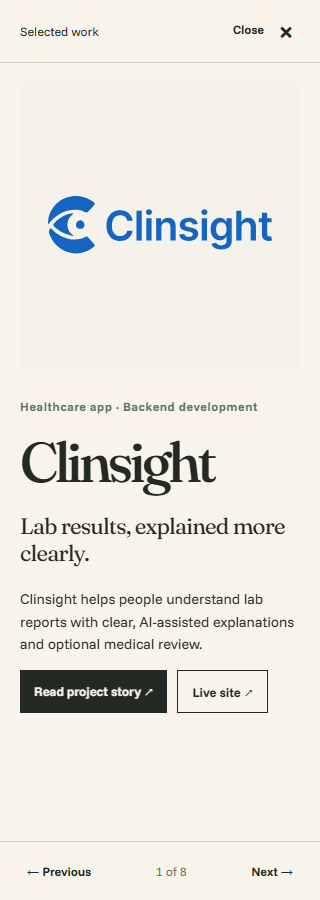 Selected work
Close ×
Clinsight
Healthcare app · Backend development
Clinsight
Lab results, explained more
clearly.
Clinsight helps people understand lab
reports with clear, AI-assisted explanations
and optional medical review.
Read project story ↗
Live site ↗
← Previous
1 of 8
Next →